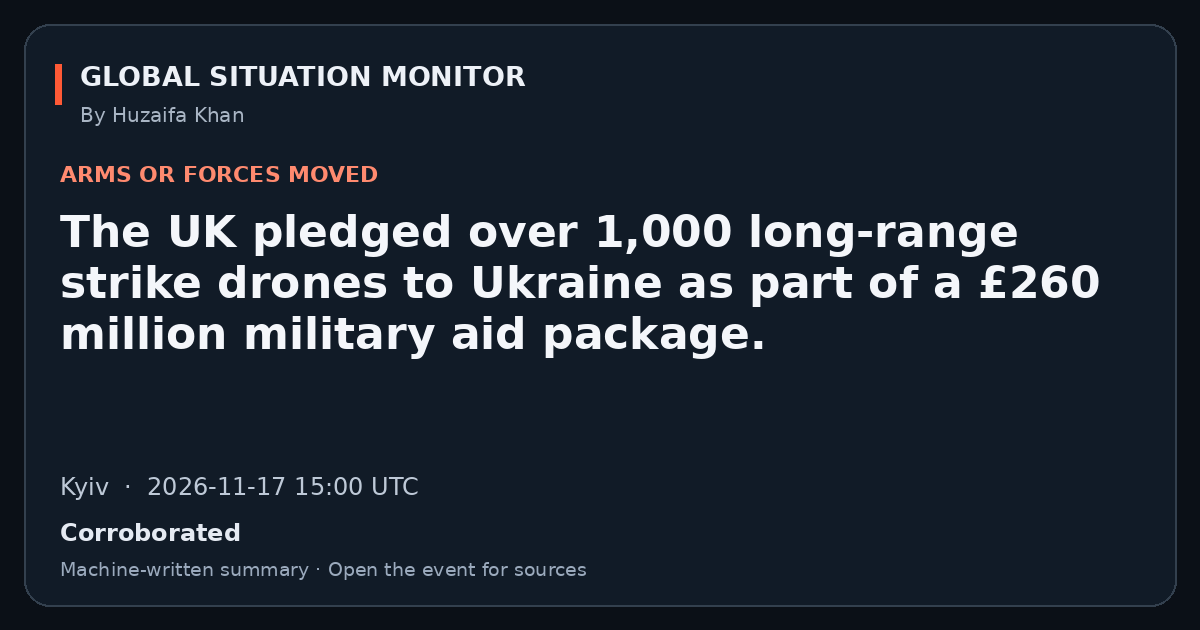 GLOBAL SITUATION MONITOR
By Huzaifa Khan
ARMS OR FORCES MOVED
The UK pledged over 1,000 long-range
strike drones to Ukraine as part of a £260
million military aid package.
Kyiv · 2026-11-17 15:00 UTC
Corroborated
Machine-written summary · Open the event for sources